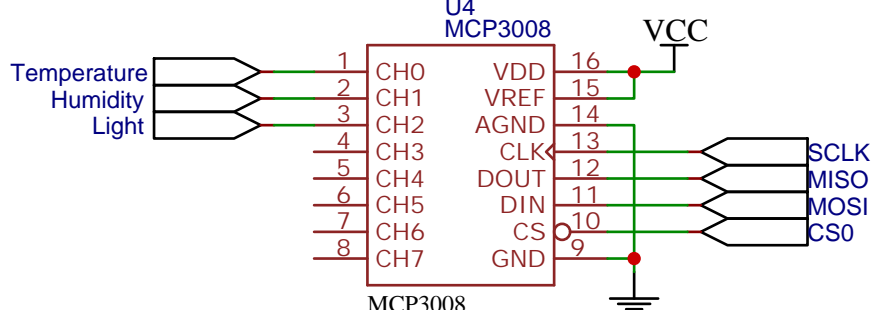 U4
MCP3008
VCC
Temperature 1 CH0 VDD 16
Humidity 2 CH1 VREF 15
Light 3 CH2 AGND 14
4 CH3 CLK 13 SCLK
5 CH4 DOUT 12 MISO
6 CH5 DIN 11 MOSI
7 CH6 CS 10 CS0
8 CH7 GND 9
MCP3008